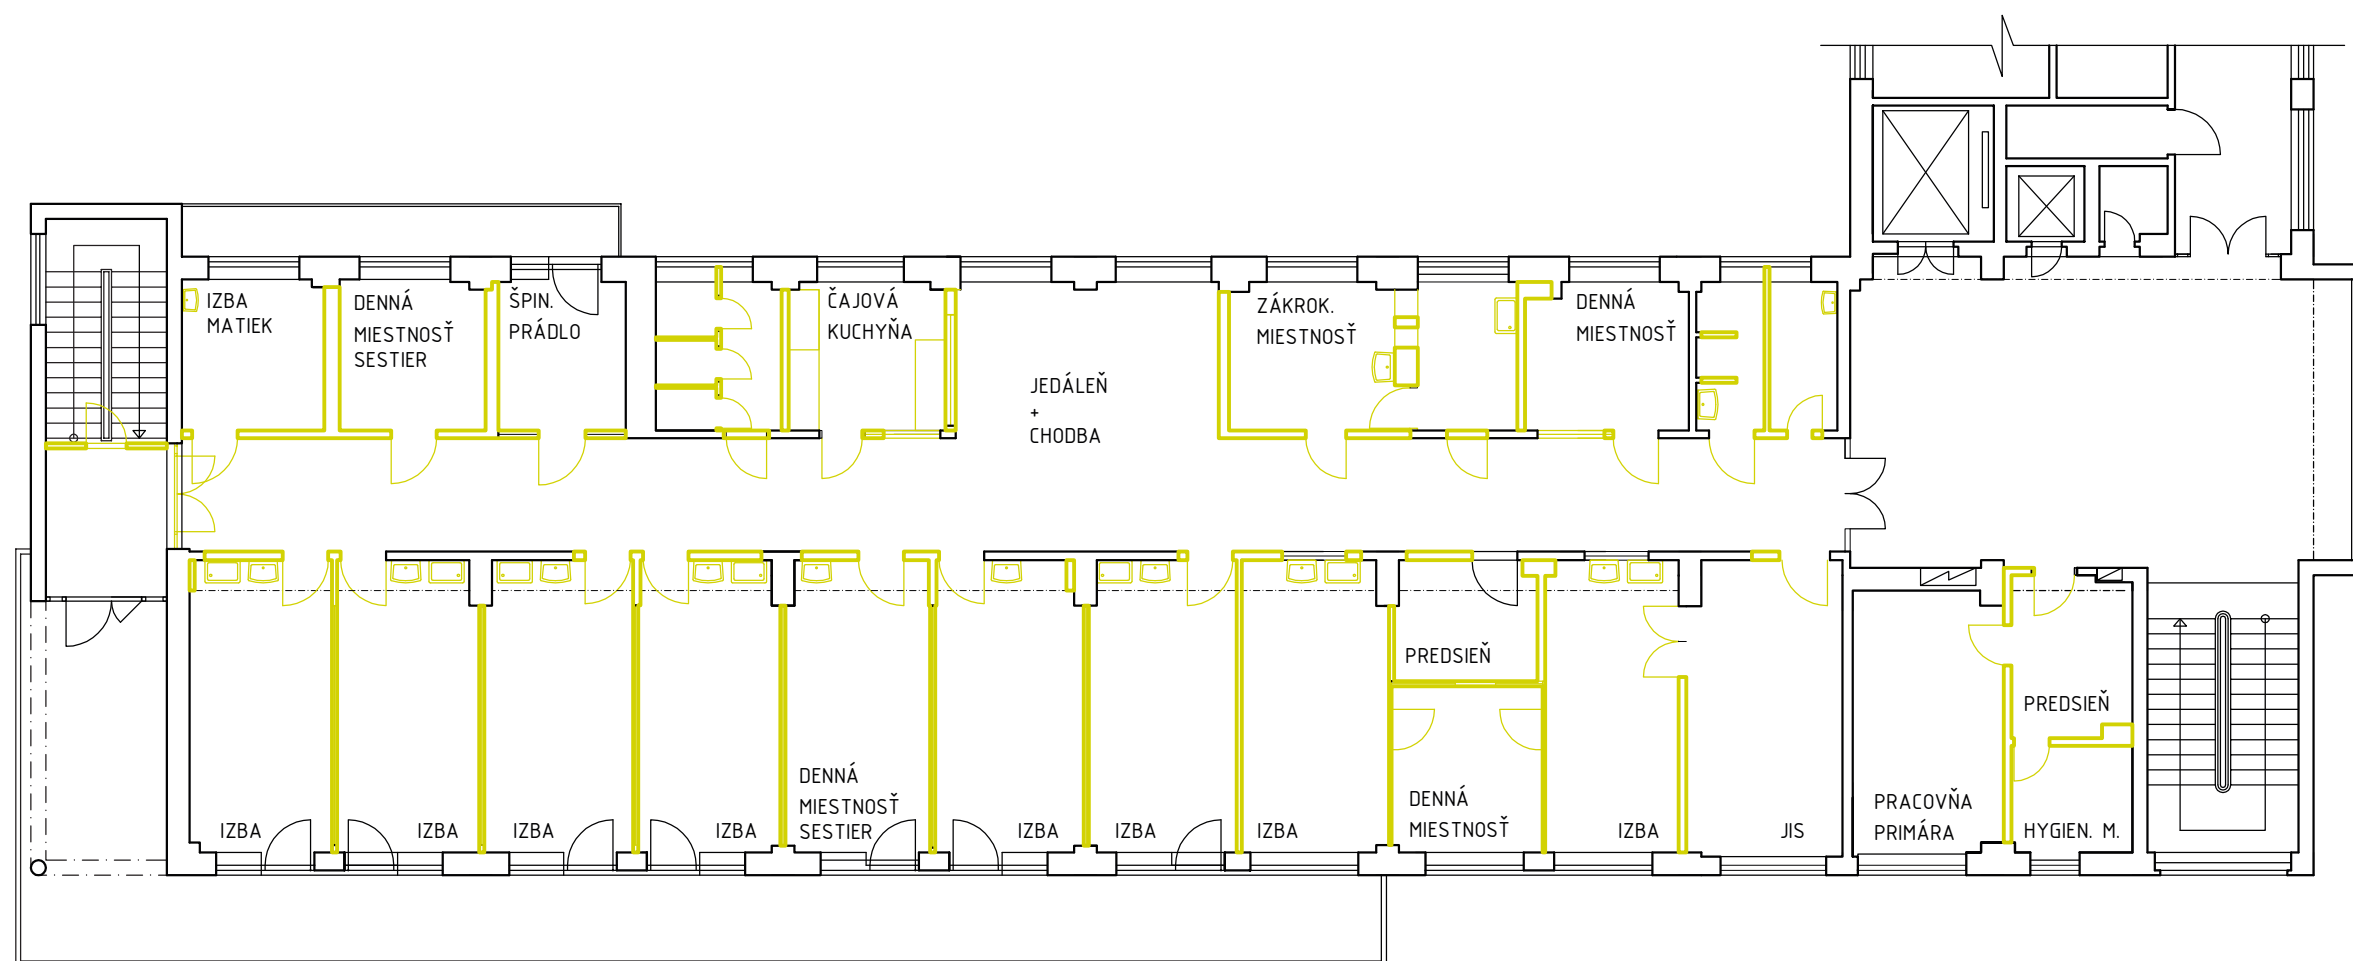 IZBA
MATIEK
DENNÁ
MIESTNOSŤ
SESTIER
ŠPIN.
PRÁDLO
ČAJOVÁ
KUCHYŇA
JEDÁLEŇ
+
CHODBA
ZÁKROK.
MIESTNOSŤ
DENNÁ
MIESTNOSŤ
IZBA
IZBA
IZBA
IZBA
DENNÁ
MIESTNOSŤ
SESTIER
IZBA
IZBA
IZBA
PREDSIEŇ
DENNÁ
MIESTNOSŤ
IZBA
JIS
PRACOVŇA
PRIMÁRA
PREDSIEŇ
HYGIEN. M.